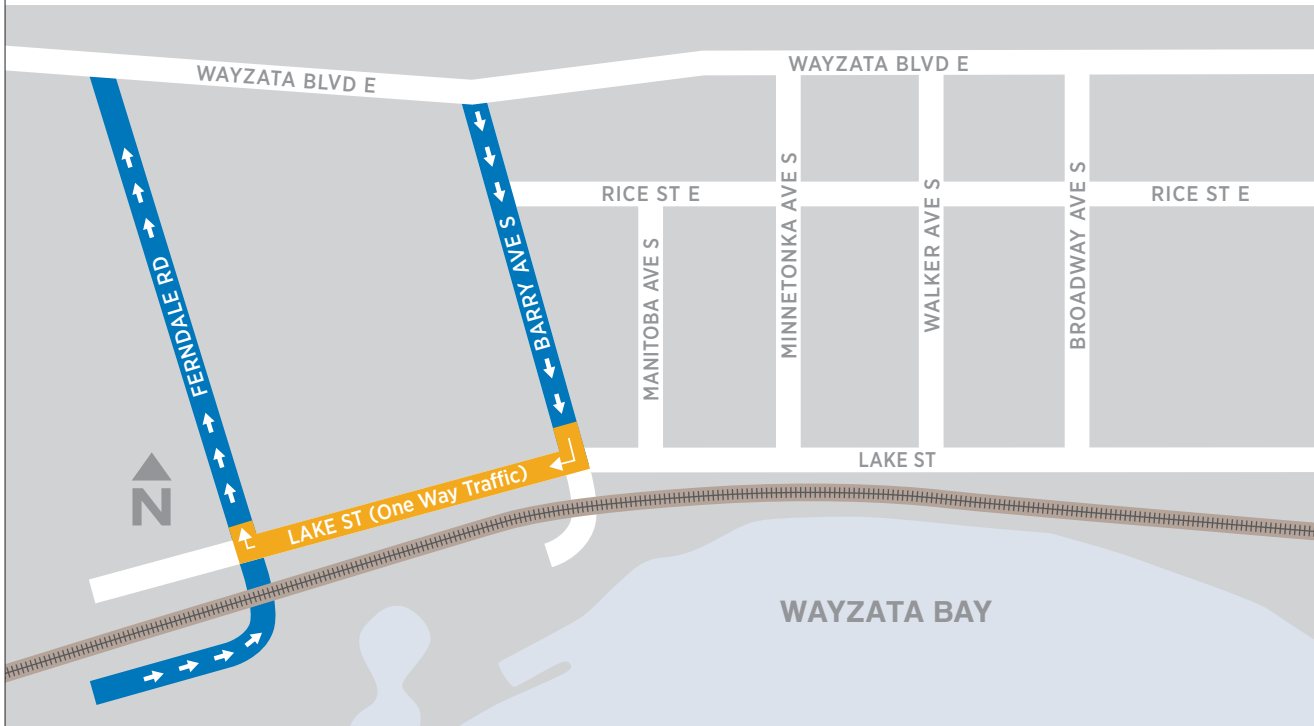 WAYZATA BLVD E
WAYZATA BLVD E
RICE ST E
RICE ST E
FERNDALE RD
BARRY AVE S
MANITOBA AVE S
MINNETONKA AVE S
WALKER AVE S
BROADWAY AVE S
LAKE ST
LAKE ST (One Way Traffic)
N
WAYZATA BAY